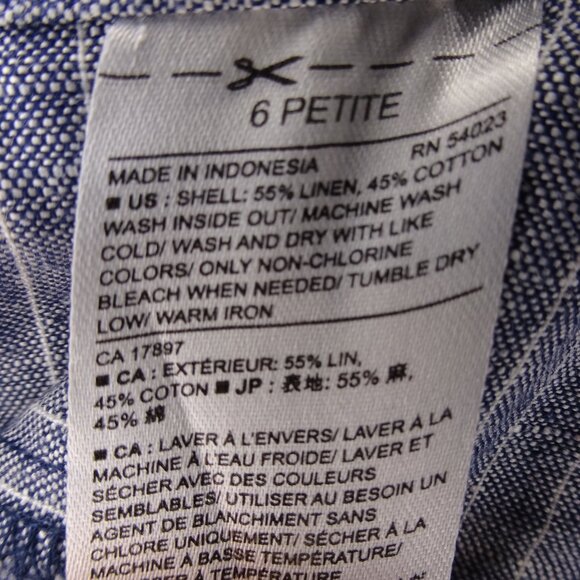 6 PETITE
MADE IN INDONESIA RN 54023
■ US : SHELL: 55% LINEN, 45% COTTON
WASH INSIDE OUT/ MACHINE WASH
COLD/ WASH AND DRY WITH LIKE
COLORS/ ONLY NON-CHLORINE
BLEACH WHEN NEEDED/ TUMBLE DRY
LOW/ WARM IRON
CA 17897
■ CA : EXTÉRIEUR: 55% LIN,
45% COTON ■ JP : 表地: 55% 麻,
45% 綿
■ CA : LAVER À L'ENVERS/ LAVER À LA
MACHINE À L'EAU FROIDE/ LAVER ET
SÉCHER AVEC DES COULEURS
SEMBLABLES/ UTILISER AU BESOIN UN
AGENT DE BLANCHIMENT SANS
CHLORE UNIQUEMENT/ SÉCHER À LA
MACHINE À BASSE TEMPÉRATURE/